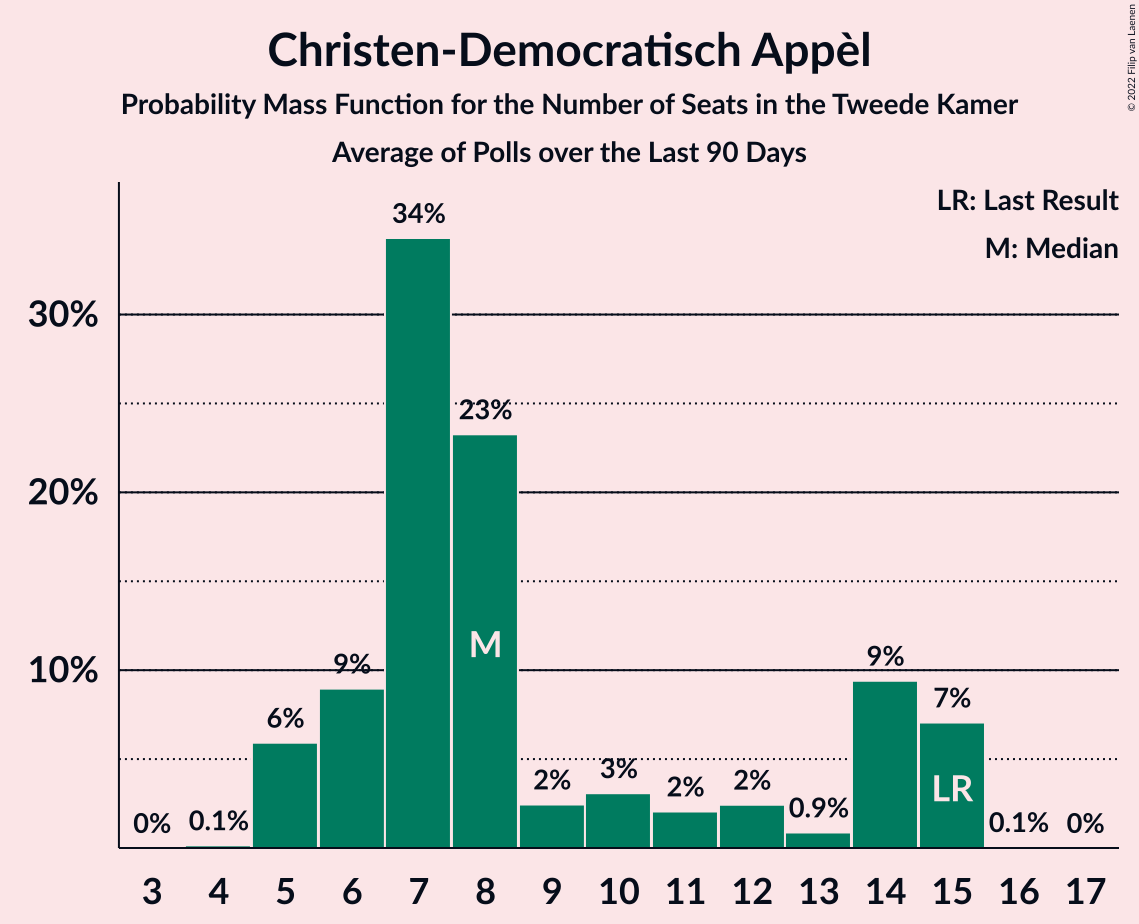 Christen-Democratisch Appèl
Probability Mass Function for the Number of Seats in the Tweede Kamer
Average of Polls over the Last 90 Days
© 2022 Filip van Laenen
LR: Last Result
M: Median
34%
30%
23%
20%
M
9%
9%
10%
7%
6%
3%
2%
2%
2%
LR
0.9%
0%
0.1%
0.1%
0%
3 4 5 6 7 8 9 10 11 12 13 14 15 16 17